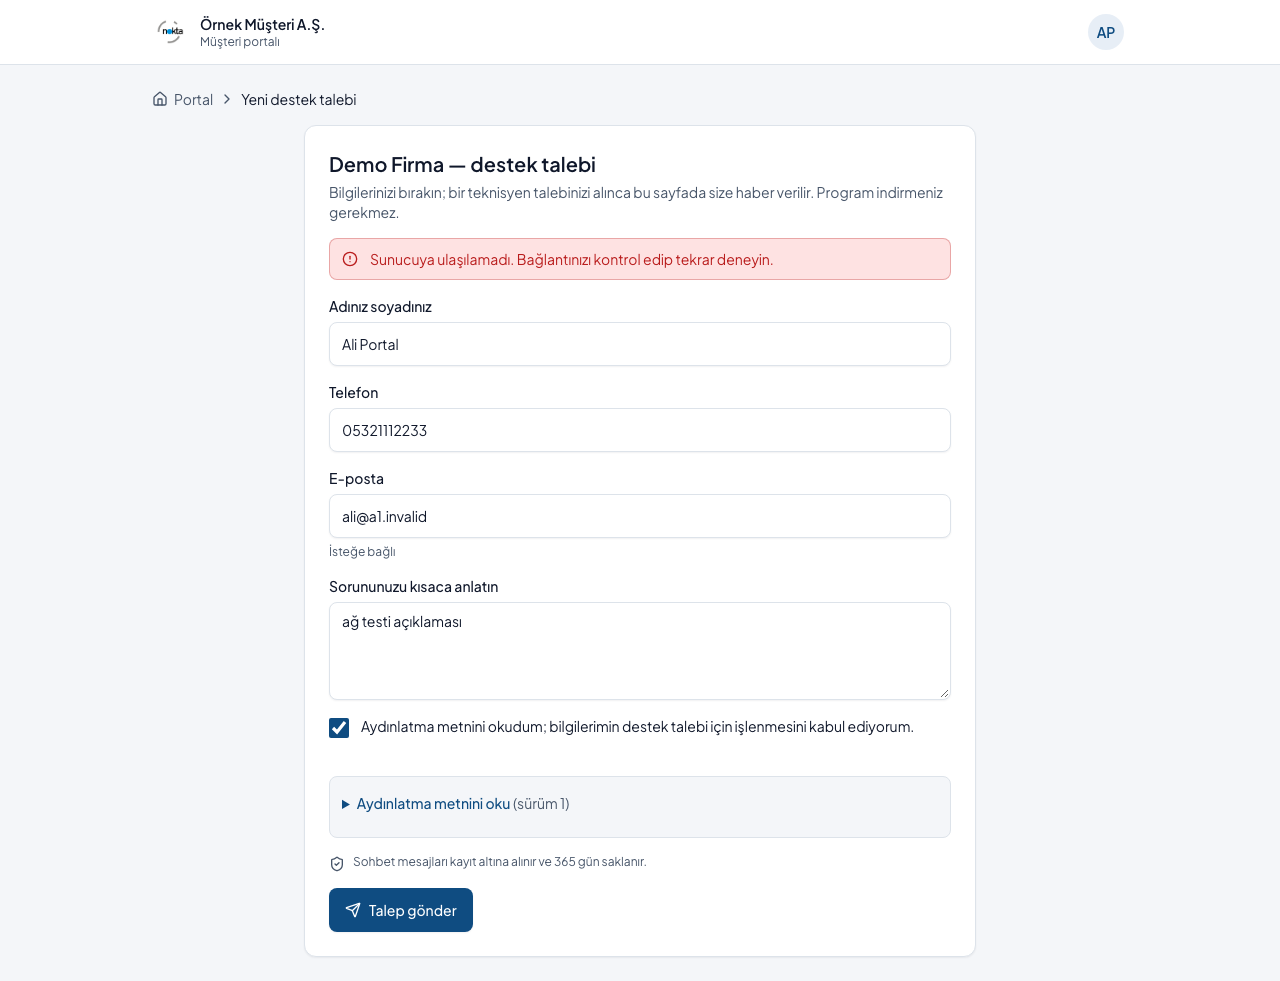 nokta
Örnek Müşteri A.Ş.
Müşteri portalı
AP
Portal
Yeni destek talebi
Demo Firma — destek talebi
Bilgilerinizi bırakın; bir teknisyen talebinizi alınca bu sayfada size haber verilir. Program indirmeniz
gerekmez.
Sunucuya ulaşılamadı. Bağlantınızı kontrol edip tekrar deneyin.
Adınız soyadınız
Ali Portal
Telefon
05321112233
E-posta
ali@a1.invalid
İsteğe bağlı
Sorununuzu kısaca anlatın
ağ testi açıklaması
Aydınlatma metnini okudum; bilgilerimin destek talebi için işlenmesini kabul ediyorum.
Aydınlatma metnini oku (sürüm 1)
Sohbet mesajları kayıt altına alınır ve 365 gün saklanır.
Talep gönder